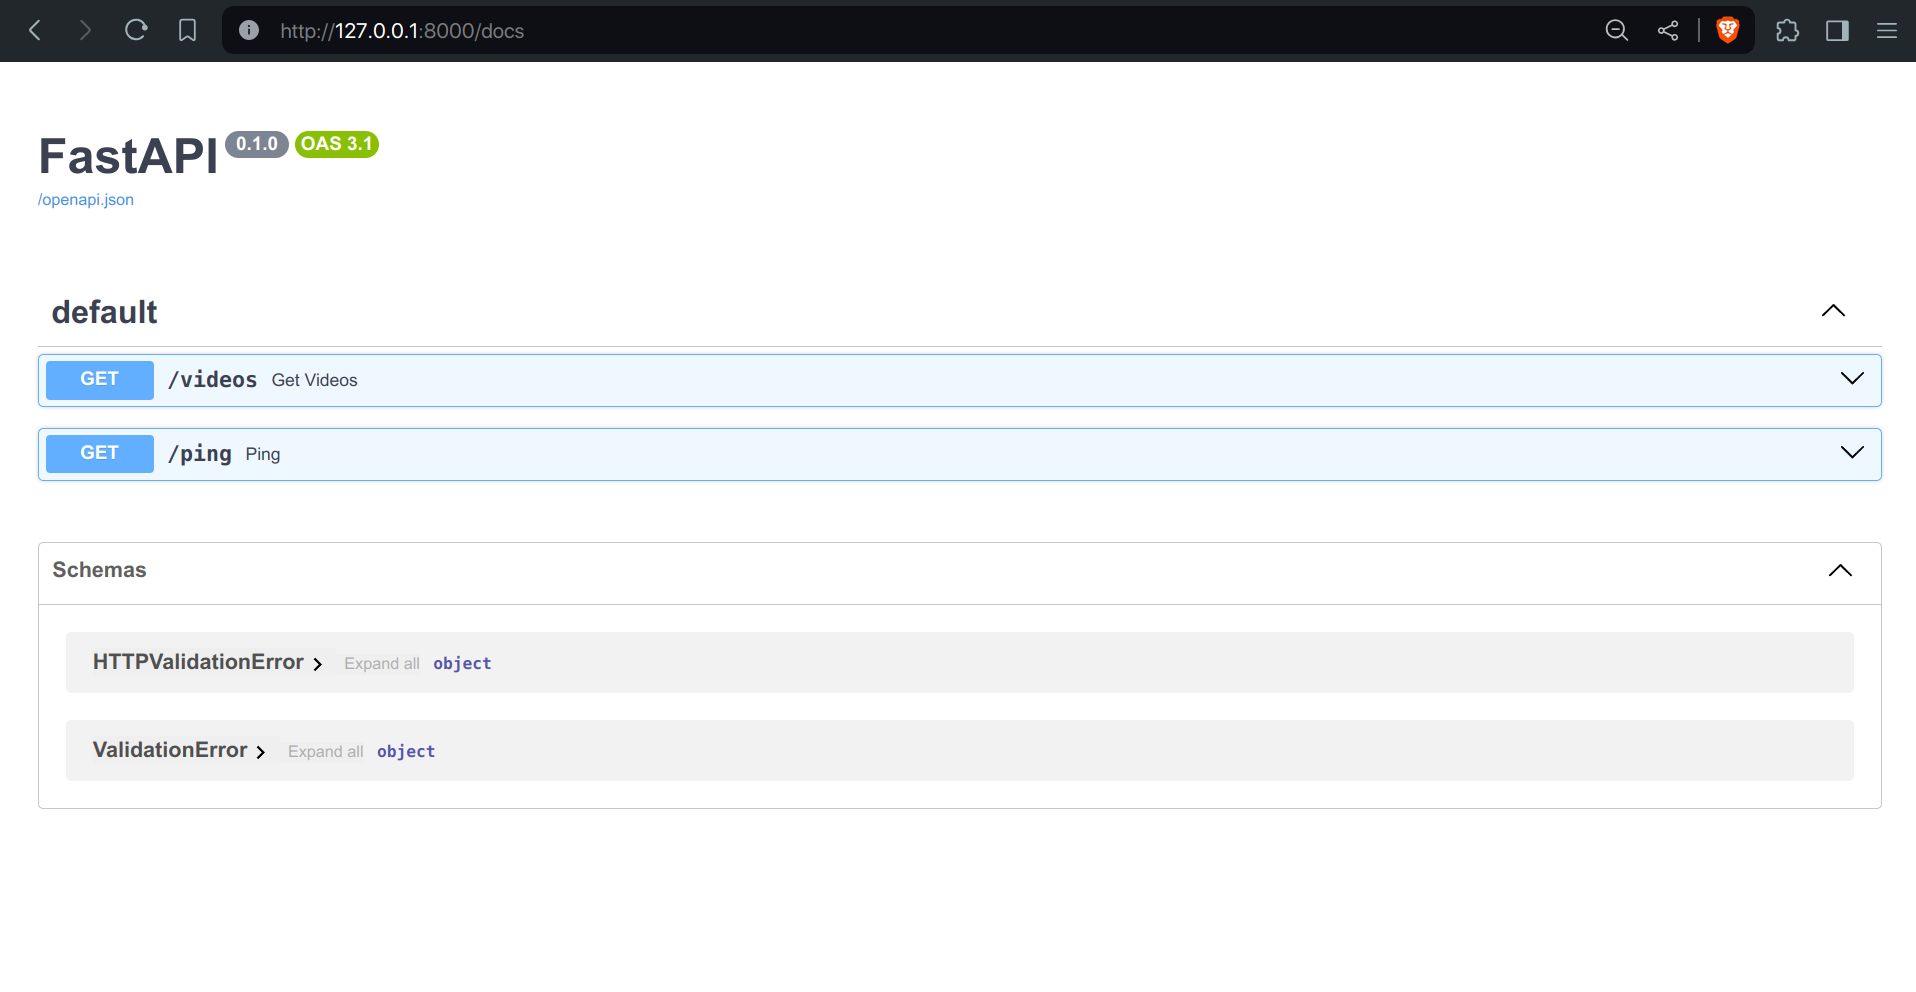 http://127.0.0.1:8000/docs
FastAPI 0.1.0 OAS 3.1
/openapi.json
default
GET /videos Get Videos
GET /ping Ping
Schemas
HTTPValidationError Expand all object
ValidationError Expand all object